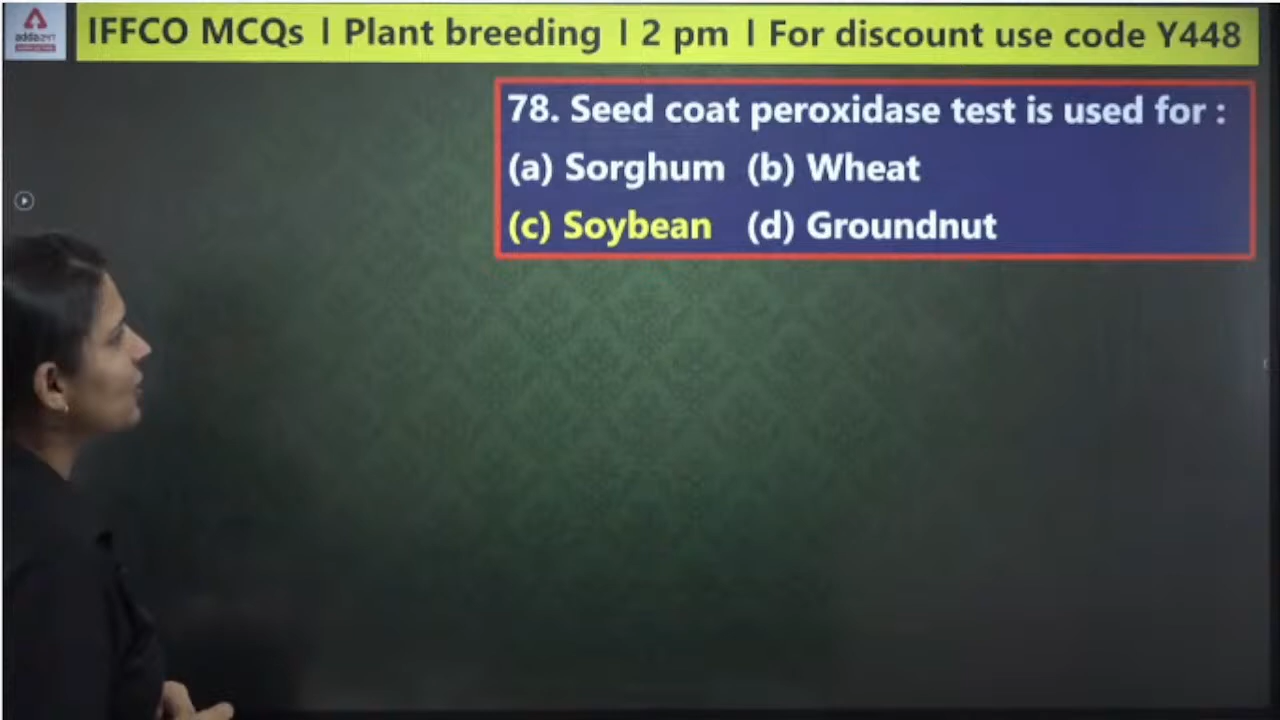 IFFCO MCQs I Plant breeding I 2 pm I For discount use code Y448
adda247
78. Seed coat peroxidase test is used for :
(a) Sorghum (b) Wheat
(c) Soybean (d) Groundnut